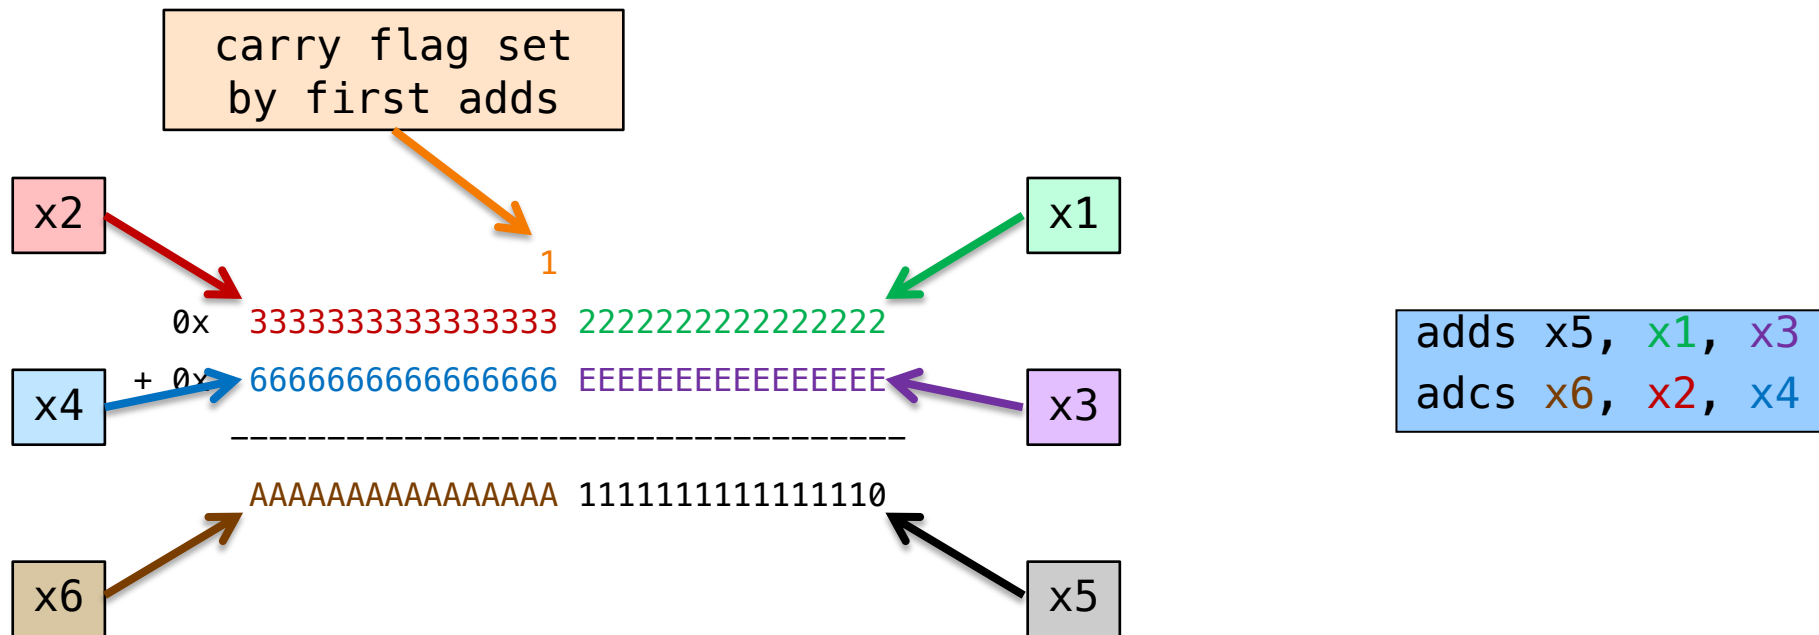 carry flag set
by first adds
x2
x1
1
0x 3333333333333333 2222222222222222
adds x5, x1, x3
+ 0x 6666666666666666 EEEEEEEEEEEEEEEE
adcs x6, x2, x4
x4
x3
-----------------------------------
AAAAAAAAAAAAAAAA 1111111111111110
x6
x5